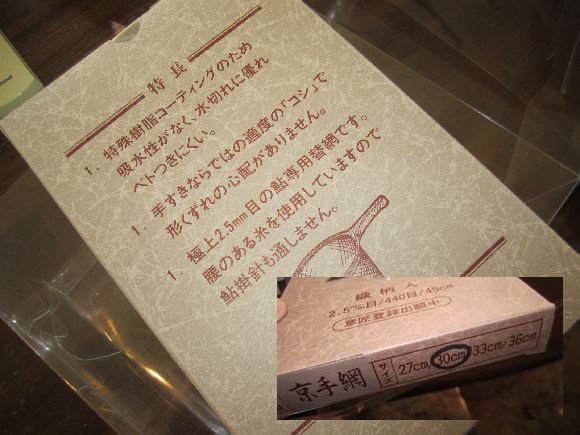 特長
1. 特殊樹脂コーティングのため
吸水性がなく、水切れに優れ
ベトつきにくい。
1. 手すきならではの適度の「コシ」で
形くずれの心配がありません。
1. 極上2.5mm目の鮎専用替網です。
腰のある糸を使用していますので
鮎掛針も通しません。
織柄入
2.5㎜目/440目/45cm
意匠登録出願中
京手網
サイズ
27cm/30cm/33cm/36cm